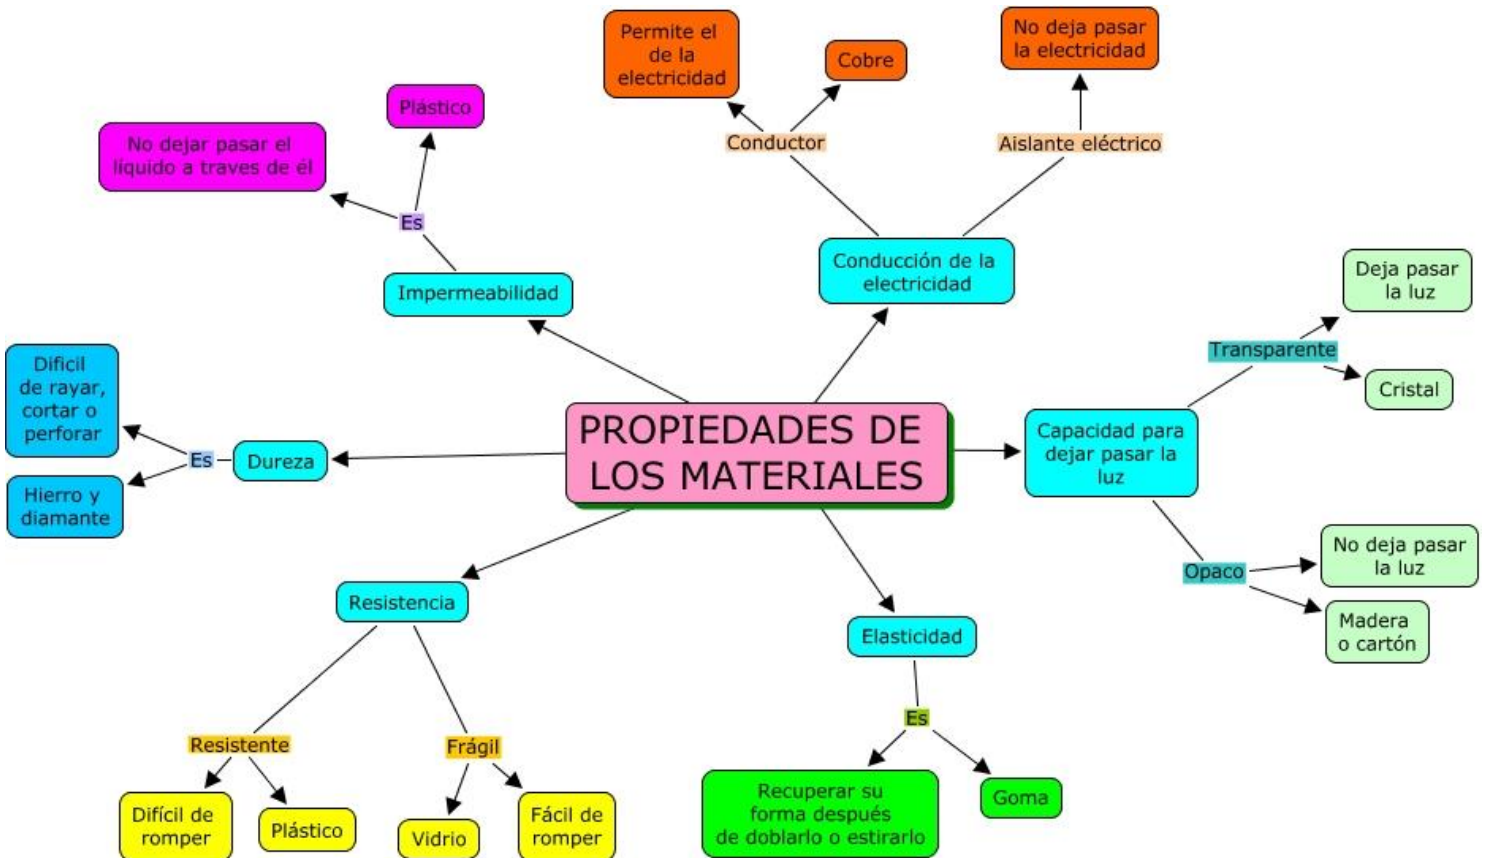 PROPIEDADES DE
LOS MATERIALES
Impermeabilidad
Es
No dejar pasar el
líquido a traves de él
Plástico
Conducción de la
electricidad
Conductor
Permite el
de la
electricidad
Cobre
Aislante eléctrico
No deja pasar
la electricidad
Capacidad para
dejar pasar la
luz
Transparente
Deja pasar
la luz
Cristal
Opaco
No deja pasar
la luz
Madera
o cartón
Elasticidad
Es
Recuperar su
forma después
de doblarlo o estirarlo
Goma
Resistencia
Resistente
Difícil de
romper
Plástico
Frágil
Vidrio
Fácil de
romper
Dureza
Es
Dificil
de rayar,
cortar o
perforar
Hierro y
diamante